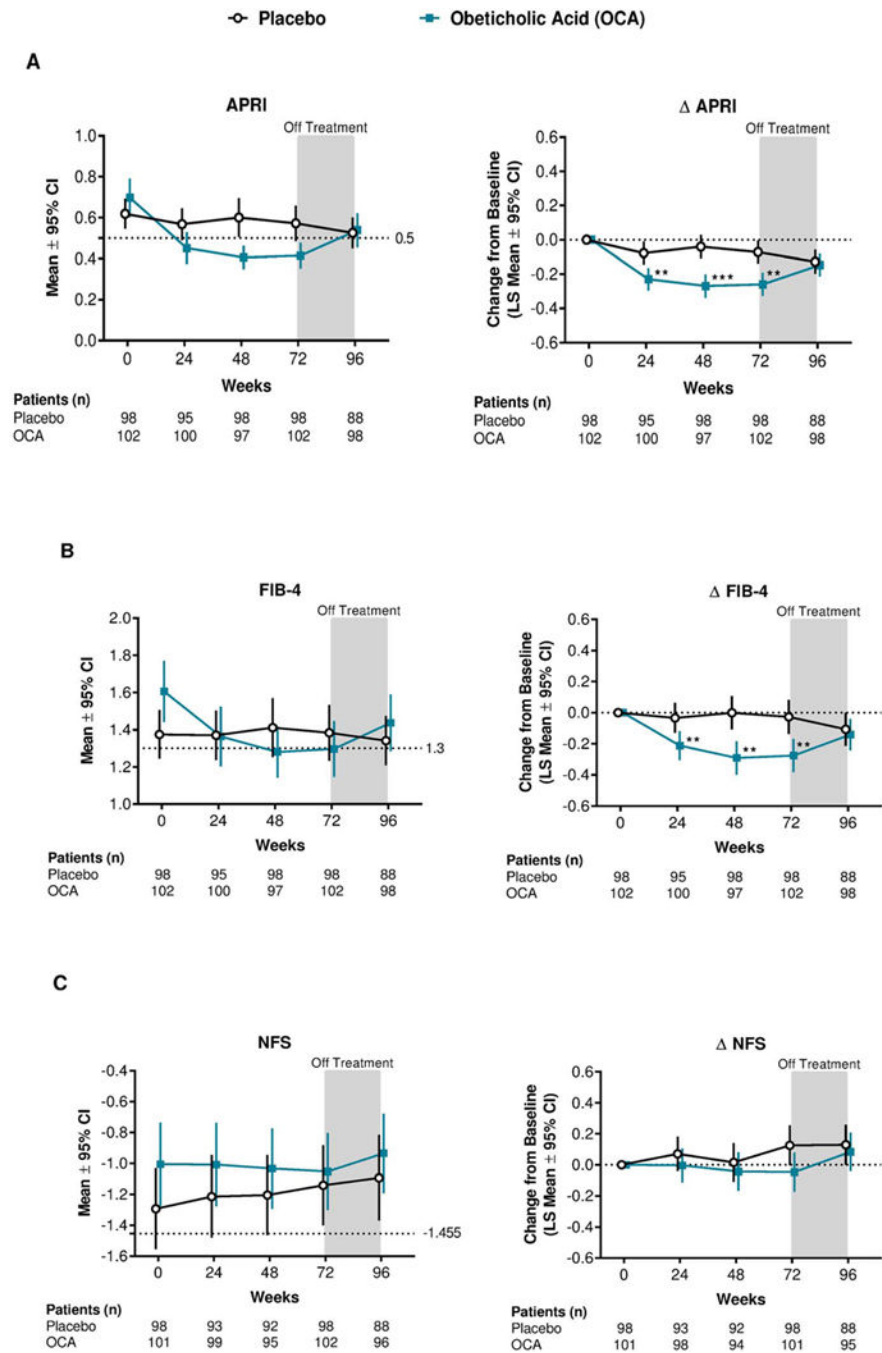 Placebo Obeticholic Acid (OCA)
A
APRI
Off Treatment
Mean ± 95% CI
1.0
0.8
0.6
0.4
0.2
0.0
0.5
0 24 48 72 96
Weeks
Patients (n)
Placebo 98 95 98 98 88
OCA 102 100 97 102 98
Δ APRI
Off Treatment
Change from Baseline
(LS Mean ± 95% CI)
0.6
0.4
0.2
0.0
-0.2
-0.4
-0.6
** *** **
0 24 48 72 96
Weeks
Patients (n)
Placebo 98 95 98 98 88
OCA 102 100 97 102 98
B
FIB-4
Off Treatment
Mean ± 95% CI
2.0
1.8
1.6
1.4
1.2
1.0
1.3
0 24 48 72 96
Weeks
Patients (n)
Placebo 98 95 98 98 88
OCA 102 100 97 102 98
Δ FIB-4
Off Treatment
Change from Baseline
(LS Mean ± 95% CI)
0.6
0.4
0.2
0.0
-0.2
-0.4
-0.6
** ** **
0 24 48 72 96
Weeks
Patients (n)
Placebo 98 95 98 98 88
OCA 102 100 97 102 98
C
NFS
Off Treatment
Mean ± 95% CI
-0.4
-0.6
-0.8
-1.0
-1.2
-1.4
-1.6
-1.455
0 24 48 72 96
Weeks
Patients (n)
Placebo 98 93 92 98 88
OCA 101 99 95 102 96
Δ NFS
Off Treatment
Change from Baseline
(LS Mean ± 95% CI)
0.6
0.4
0.2
0.0
-0.2
-0.4
-0.6
0 24 48 72 96
Weeks
Patients (n)
Placebo 98 93 92 98 88
OCA 101 98 94 101 95